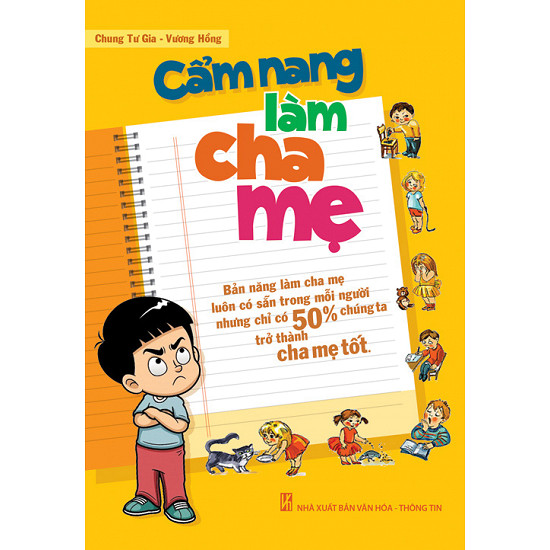 Chung Tư Gia - Vương Hồng
Cẩm nang
làm
cha
mẹ
Bản năng làm cha mẹ
luôn có sẵn trong mỗi người
nhưng chỉ có 50% chúng ta
trở thành
cha mẹ tốt.
NHÀ XUẤT BẢN VĂN HÓA - THÔNG TIN